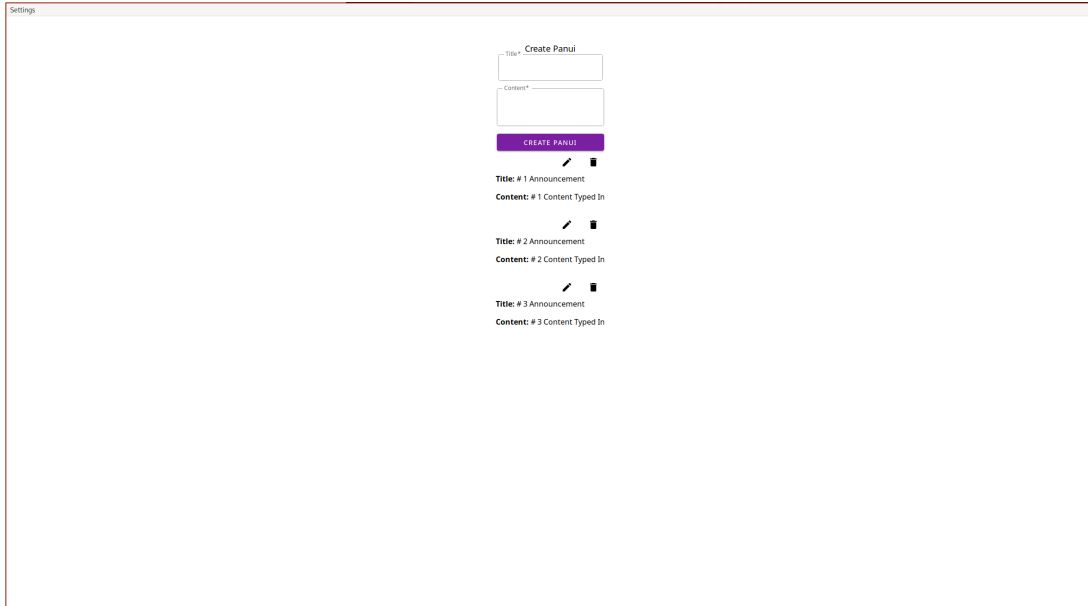 Settings
Create Panui
Title*
Content*
CREATE PANUI
Title: # 1 Announcement
Content: # 1 Content Typed In
Title: # 2 Announcement
Content: # 2 Content Typed In
Title: # 3 Announcement
Content: # 3 Content Typed In